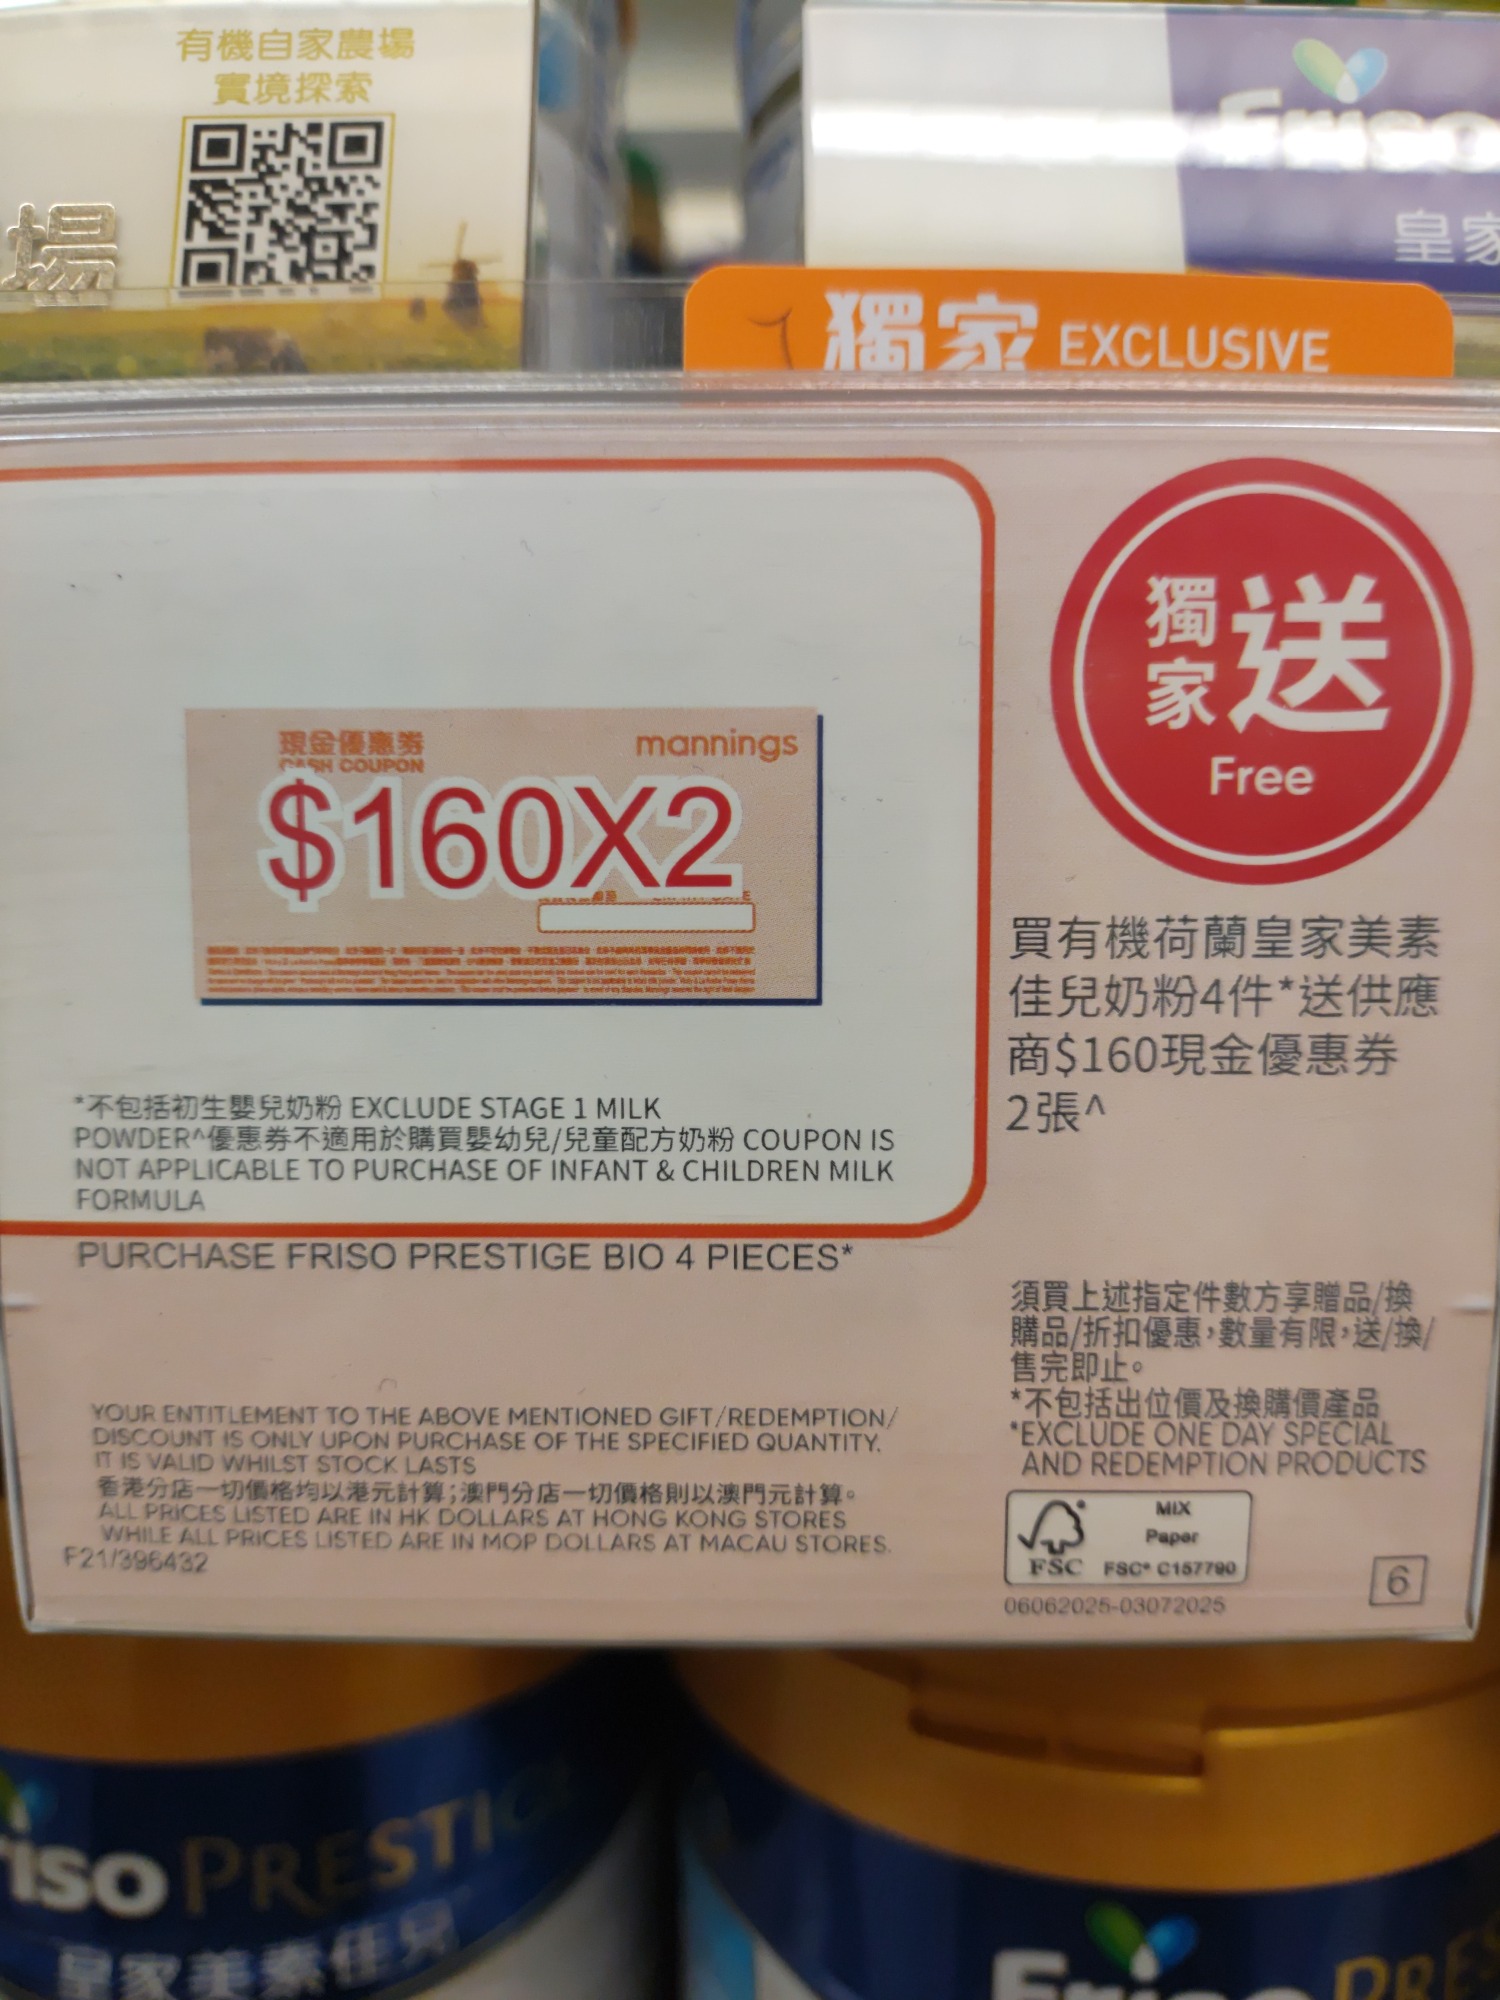 有機自家農場
實境探索
場
Friso
皇家
獨家 EXCLUSIVE
獨家 送
Free
現金優惠券
CASH COUPON
mannings
$160X2
買有機荷蘭皇家美素
佳兒奶粉4件*送供應
商$160現金優惠券
2張^
*不包括初生嬰兒奶粉 EXCLUDE STAGE 1 MILK
POWDER^優惠券不適用於購買嬰幼兒/兒童配方奶粉 COUPON IS
NOT APPLICABLE TO PURCHASE OF INFANT & CHILDREN MILK
FORMULA
PURCHASE FRISO PRESTIGE BIO 4 PIECES*
須買上述指定件數方享贈品/換
購品/折扣優惠，數量有限，送/換/
售完即止。
*不包括出位價及換購價產品
*EXCLUDE ONE DAY SPECIAL
AND REDEMPTION PRODUCTS
YOUR ENTITLEMENT TO THE ABOVE MENTIONED GIFT/REDEMPTION/
DISCOUNT IS ONLY UPON PURCHASE OF THE SPECIFIED QUANTITY.
IT IS VALID WHILST STOCK LASTS
香港分店一切價格均以港元計算；澳門分店一切價格則以澳門元計算。
ALL PRICES LISTED ARE IN HK DOLLARS AT HONG KONG STORES
WHILE ALL PRICES LISTED ARE IN MOP DOLLARS AT MACAU STORES.
F21/396432
MIX
Paper
FSC FSC® C157790
06062025-03072025
6
riso PRESTIGE
皇家美素佳兒
Friso PRES